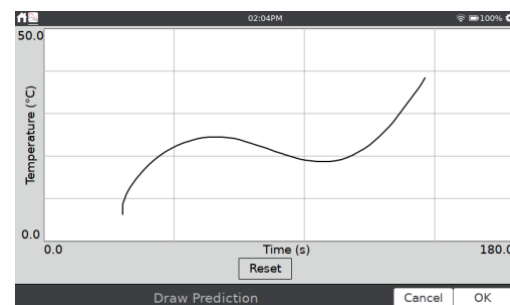 02:04PM 100%
50.0
Temperature (°C)
0.0
0.0 Time (s) 180.0
Reset
Draw Prediction Cancel OK